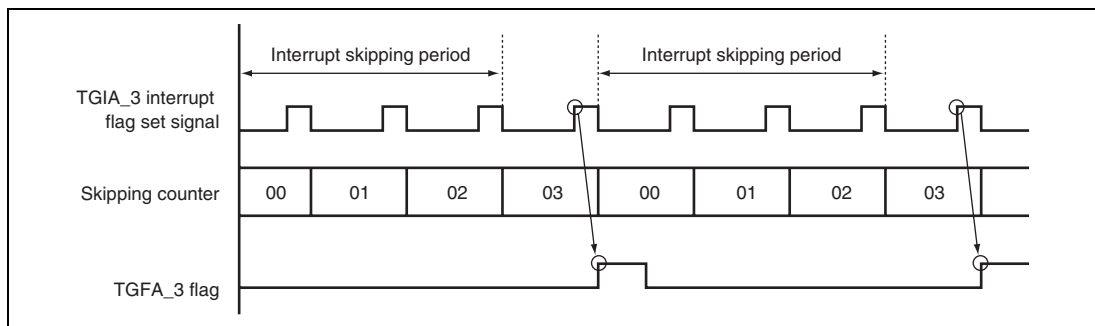 Interrupt skipping period
Interrupt skipping period
TGIA_3 interrupt
flag set signal
Skipping counter
00
01
02
03
00
01
02
03
TGFA_3 flag